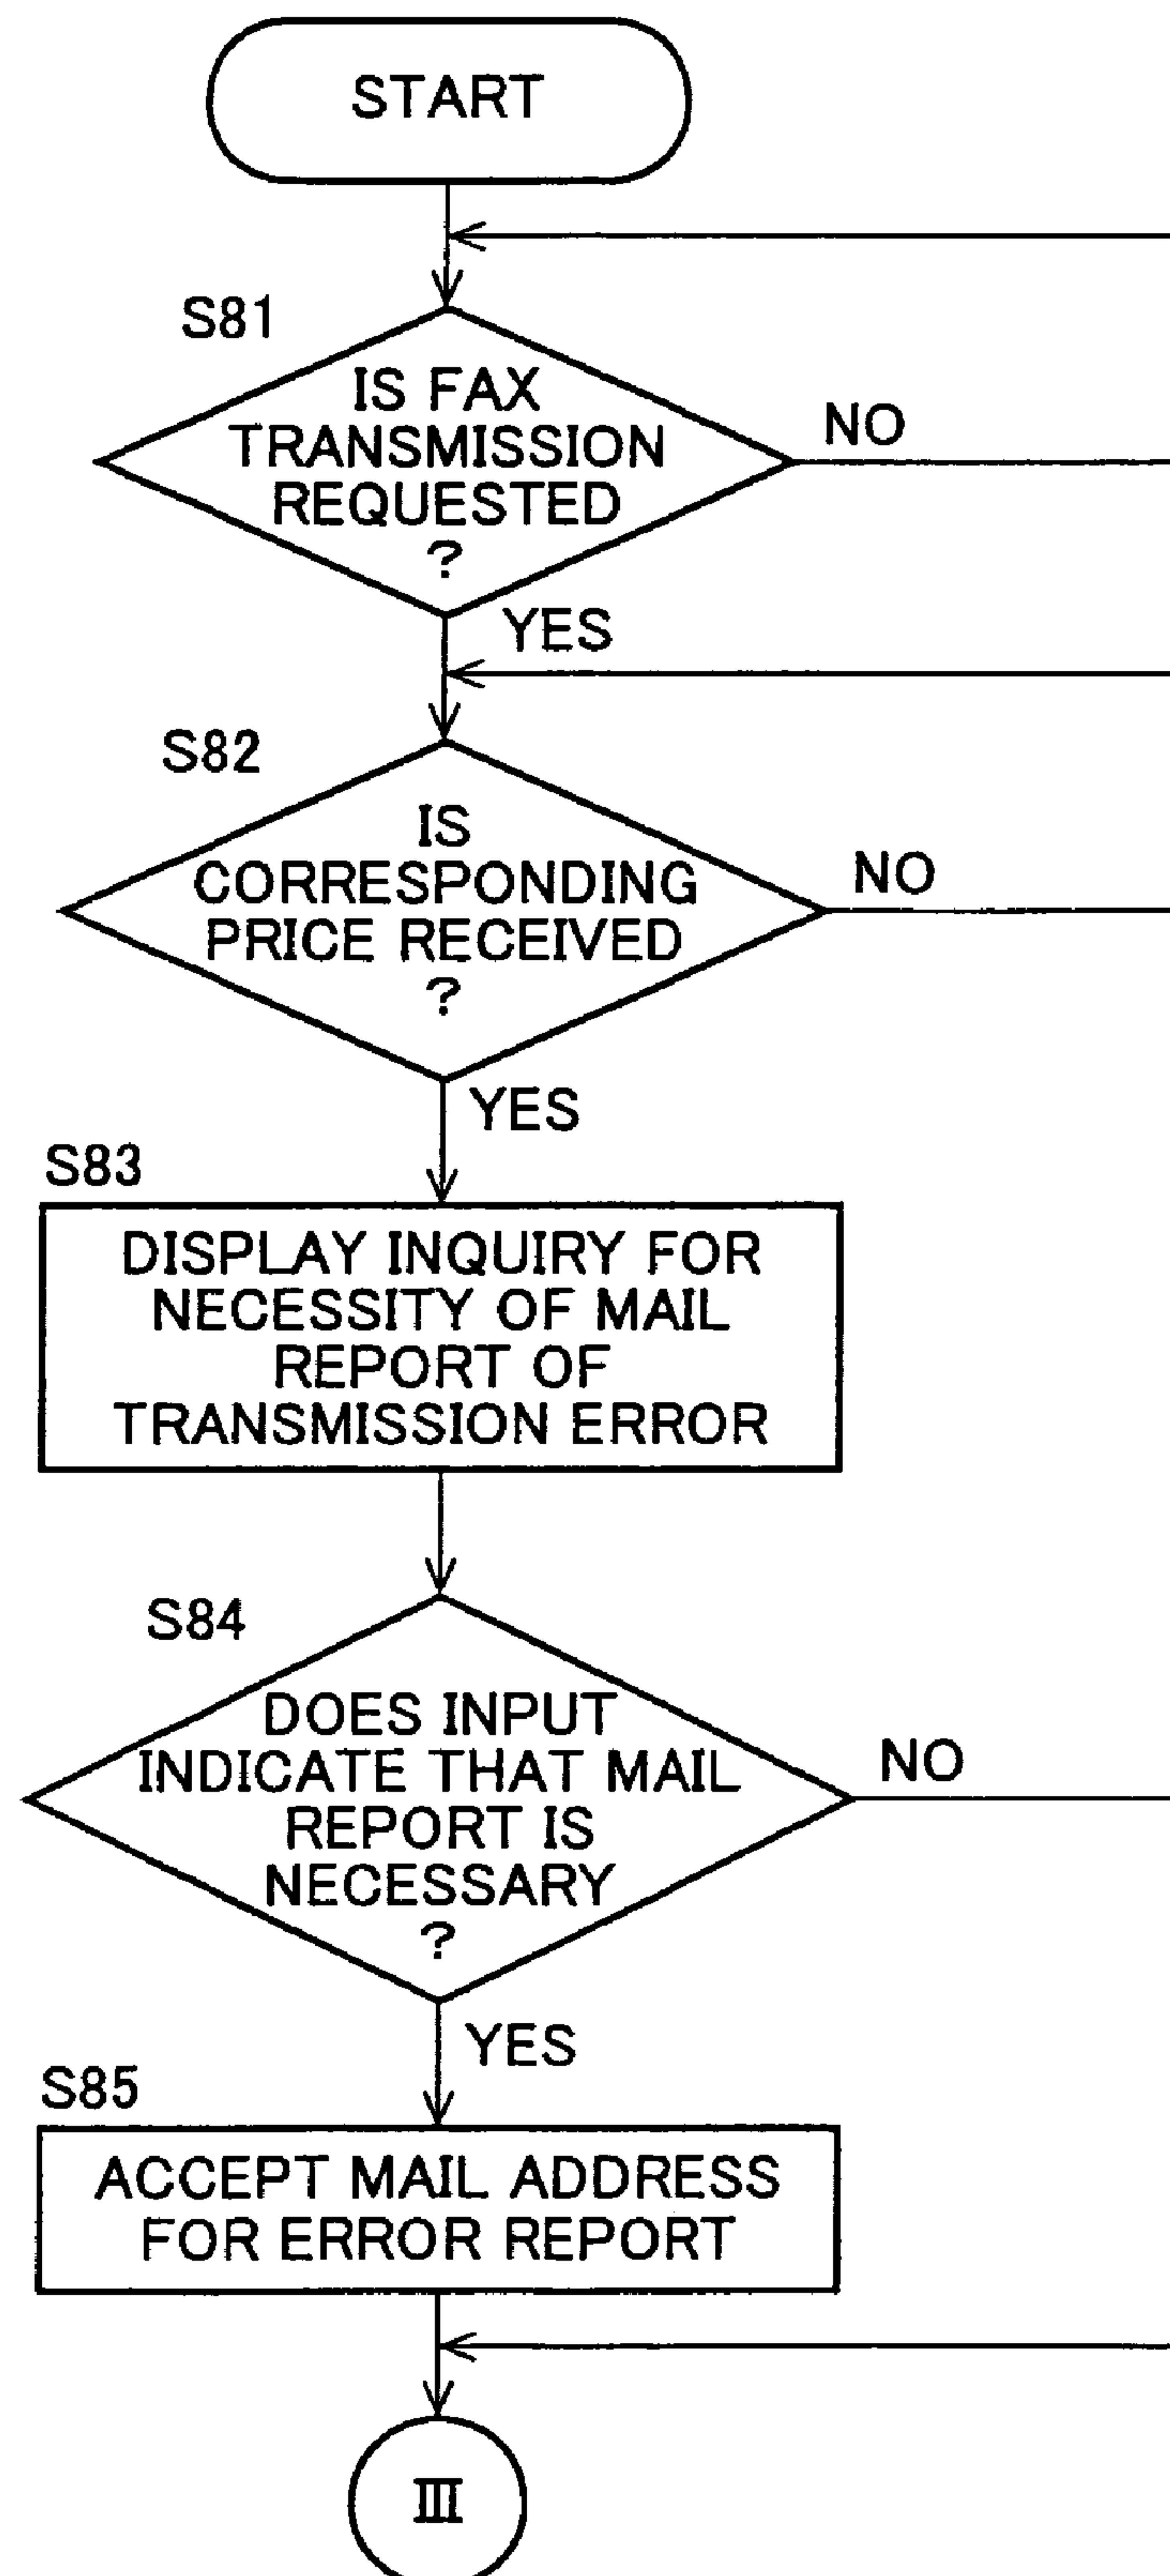 START
S81
IS FAX
TRANSMISSION
REQUESTED
?
NO
YES
S82
IS
CORRESPONDING
PRICE RECEIVED
?
NO
YES
S83
DISPLAY INQUIRY FOR
NECESSITY OF MAIL
REPORT OF
TRANSMISSION ERROR
S84
DOES INPUT
INDICATE THAT MAIL
REPORT IS
NECESSARY
?
NO
YES
S85
ACCEPT MAIL ADDRESS
FOR ERROR REPORT
III